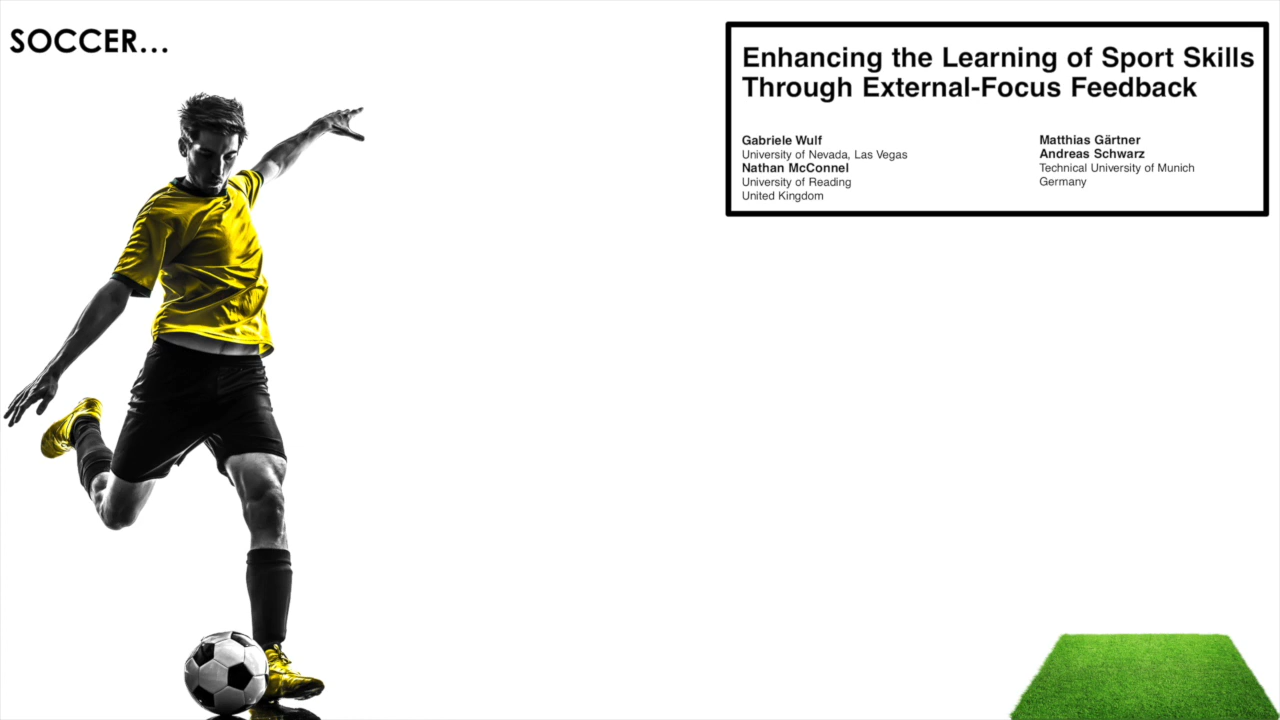 SOCCER...
Enhancing the Learning of Sport Skills
Through External-Focus Feedback
Gabriele Wulf
University of Nevada, Las Vegas
Nathan McConnel
University of Reading
United Kingdom
Matthias Gärtner
Andreas Schwarz
Technical University of Munich
Germany